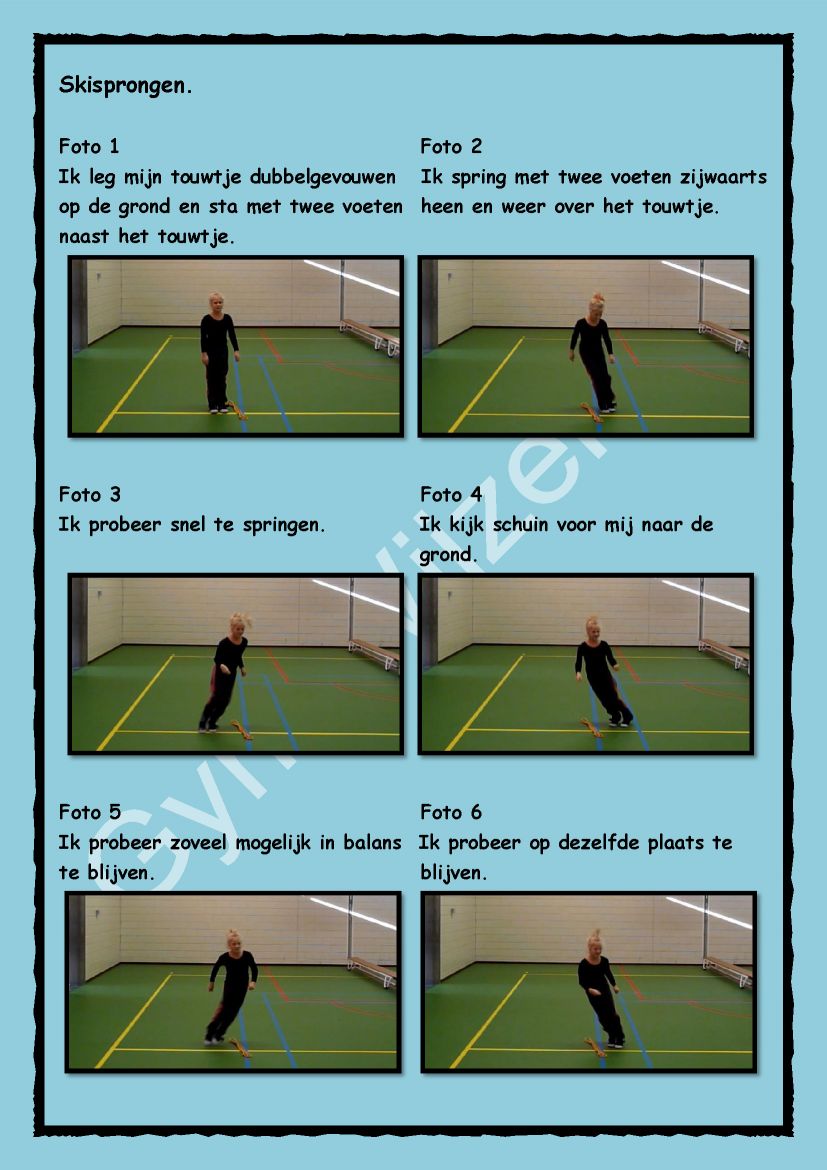 Skisprongen.
Foto 1
Ik leg mijn touwtje dubbelgevouwen
op de grond en sta met twee voeten
naast het touwtje.
Foto 2
Ik spring met twee voeten zijwaarts
heen en weer over het touwtje.
Foto 3
Ik probeer snel te springen.
Foto 4
Ik kijk schuin voor mij naar de
grond.
Foto 5
Ik probeer zoveel mogelijk in balans
te blijven.
Foto 6
Ik probeer op dezelfde plaats te
blijven.